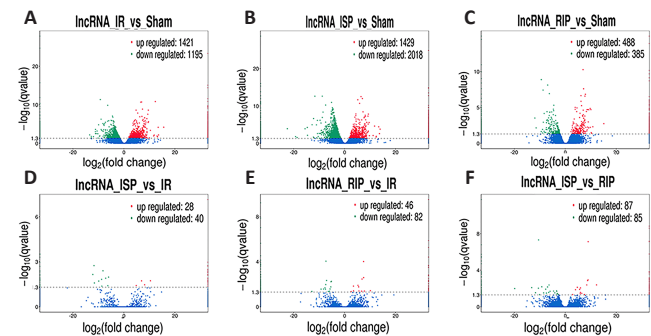 A
lncRNA_IR_vs_Sham
up regulated: 1421
down regulated: 1195
20
10
1.3
0
−log10(qvalue)
-20
0
20
log2(fold change)
B
lncRNA_ISP_vs_Sham
up regulated: 1429
down regulated: 2018
20
10
1.3
0
−log10(qvalue)
-20
0
20
log2(fold change)
C
lncRNA_RIP_vs_Sham
up regulated: 488
down regulated: 385
10
5
1.3
0
−log10(qvalue)
-20
0
20
log2(fold change)
D
lncRNA_ISP_vs_IR
up regulated: 28
down regulated: 40
6
3
.3
0
−log10(qvalue)
-20
0
20
log2(fold change)
E
lncRNA_RIP_vs_IR
up regulated: 46
down regulated: 82
8
4
1.3
0
−log10(qvalue)
-20
0
20
log2(fold change)
F
lncRNA_ISP_vs_RIP
up regulated: 87
down regulated: 85
8
4
1.3
0
−log10(qvalue)
-20
0
20
log2(fold change)